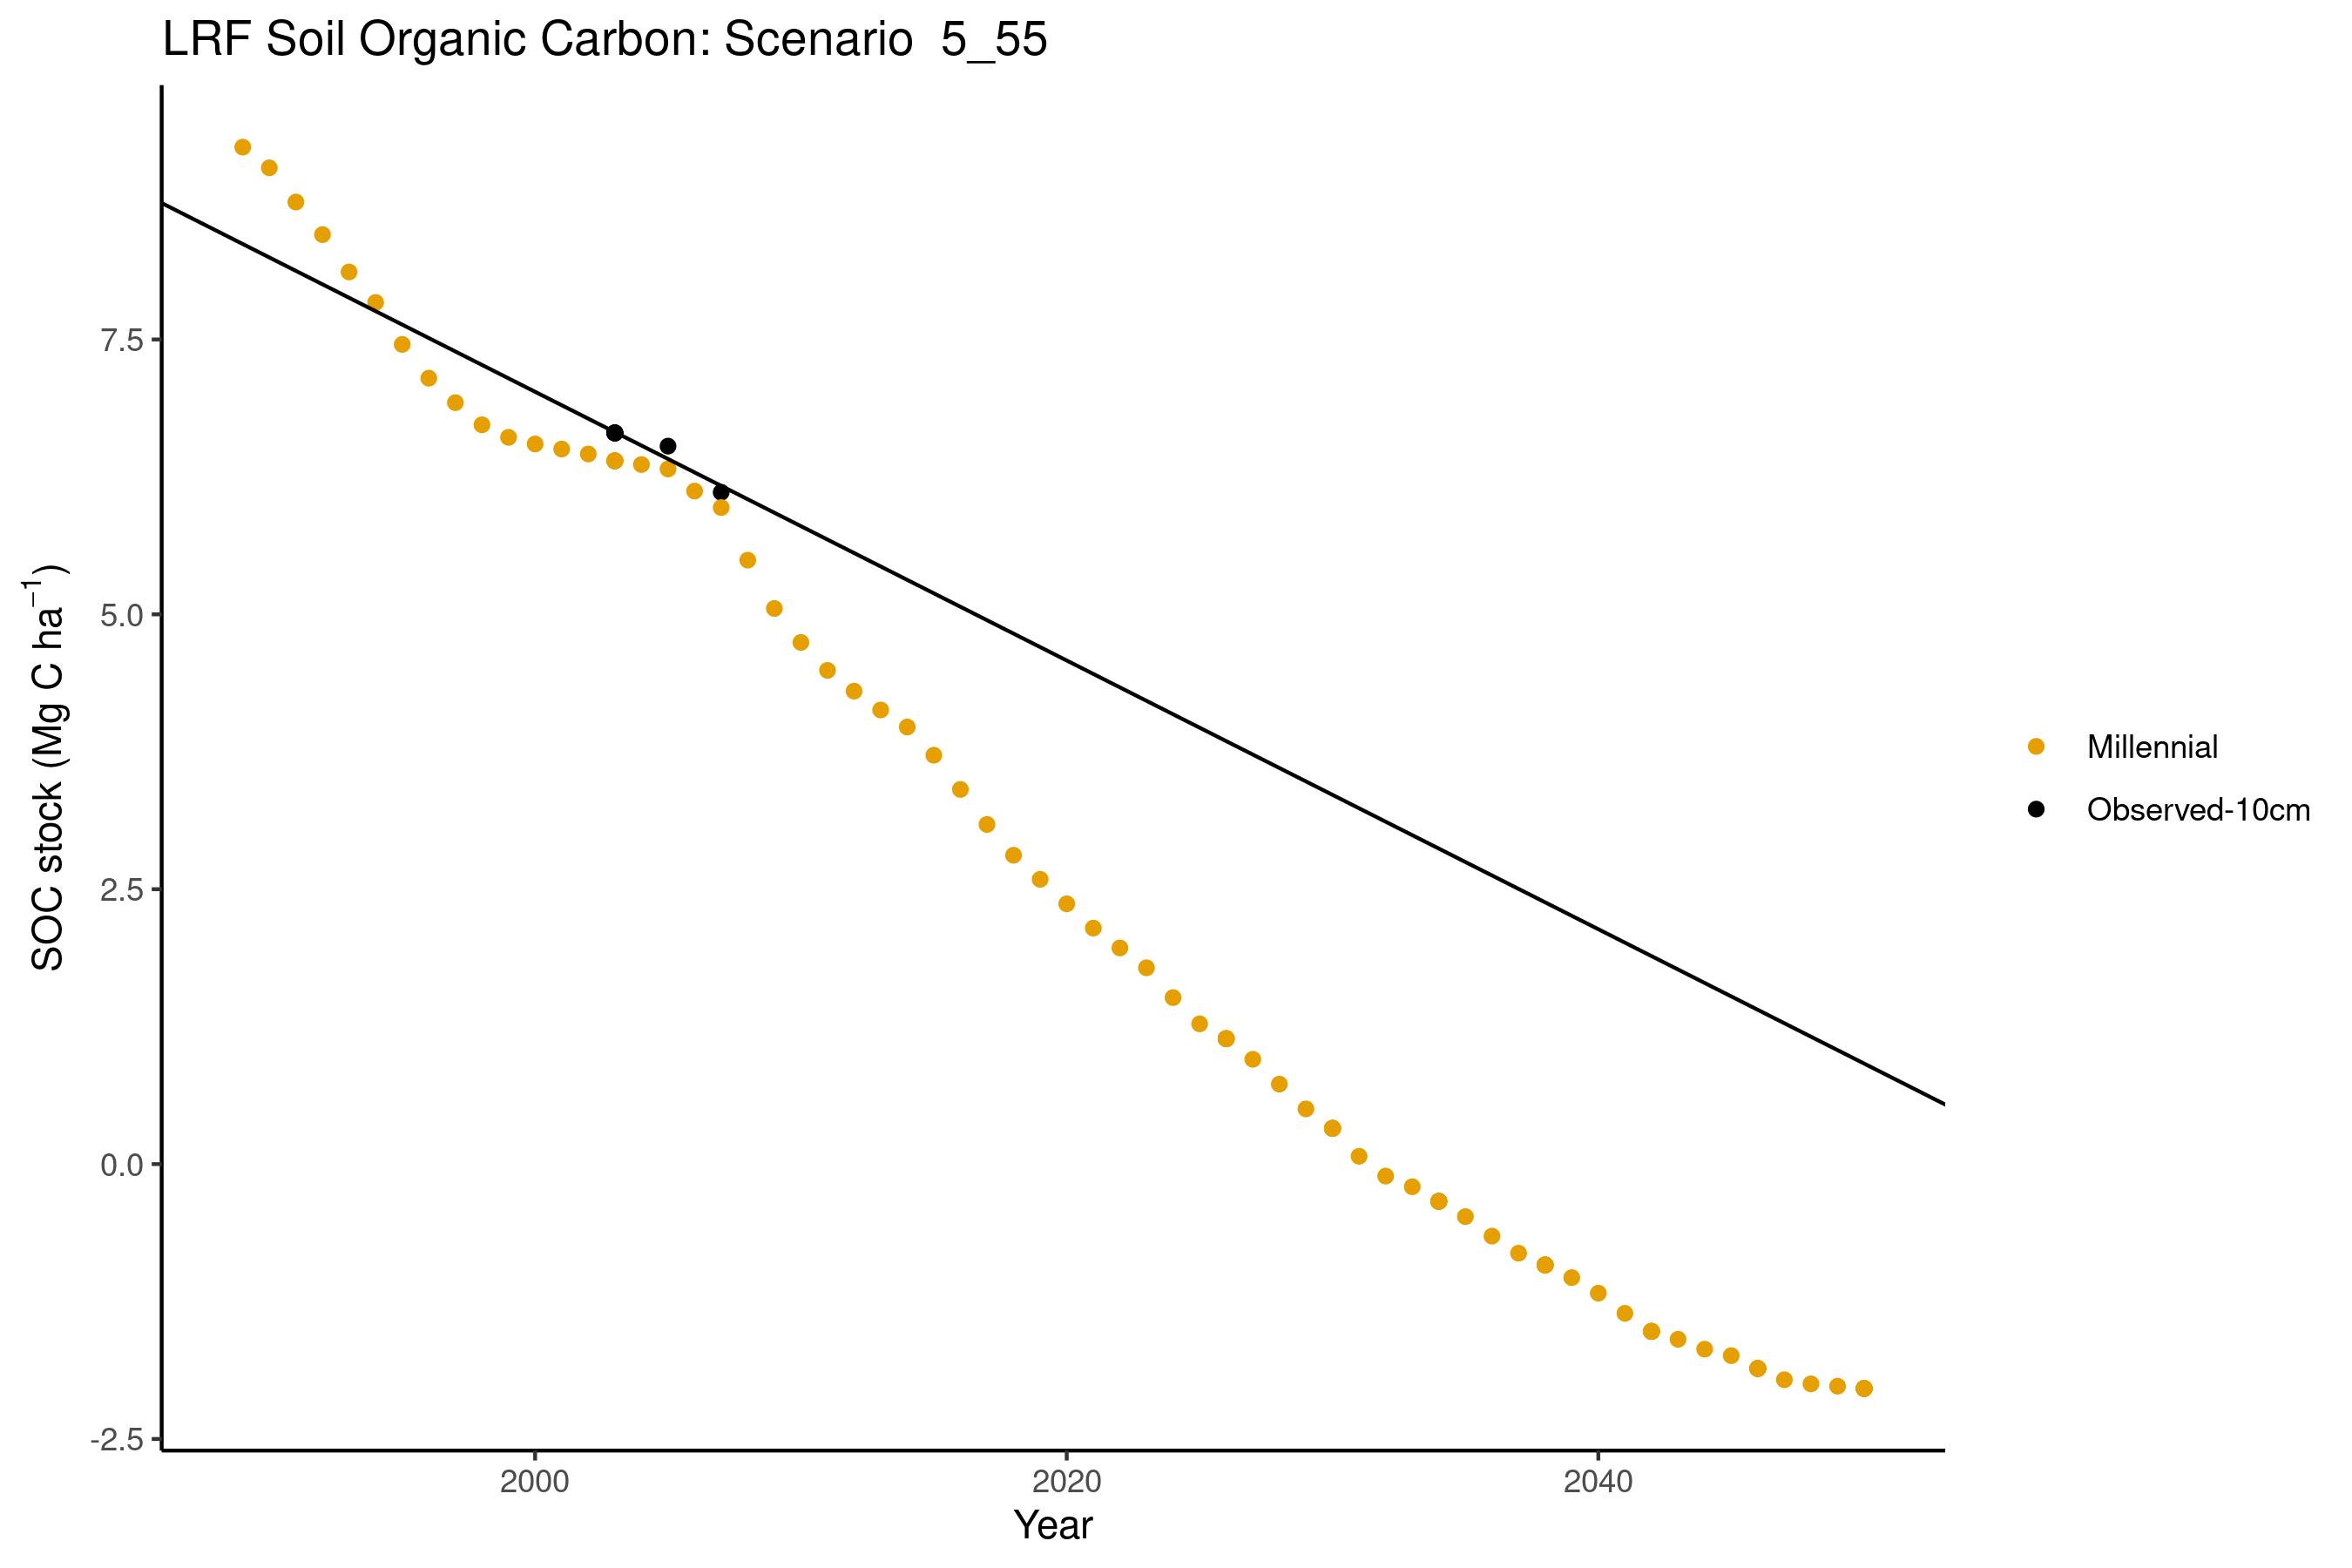 LRF Soil Organic Carbon: Scenario  5_55
SOC stock (Mg C ha⁻¹)
7.5
5.0
2.5
0.0
-2.5
2000
2020
2040
Year
Millennial
Observed-10cm